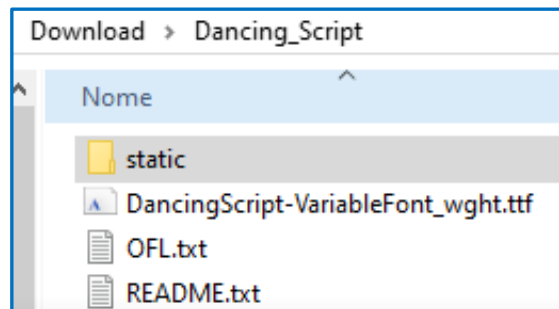 Download > Dancing_Script
Nome
static
DancingScript-VariableFont_wght.ttf
OFL.txt
README.txt